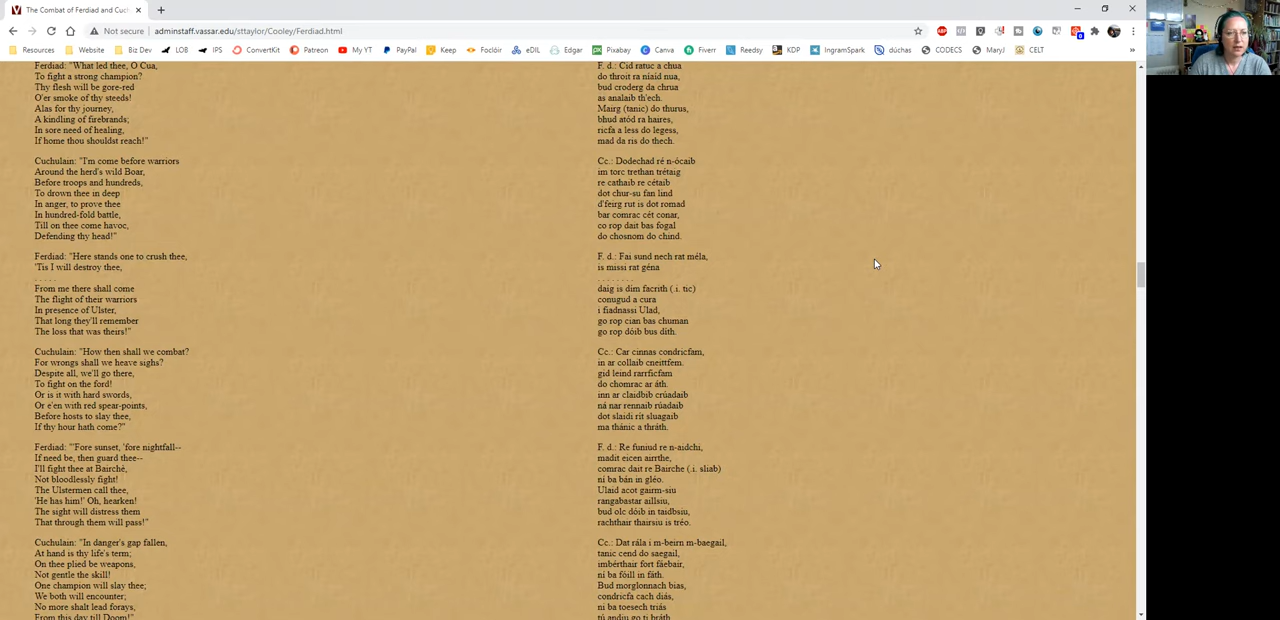 The Combat of Ferdiad and Cuch
Not secure
adminstaff.vassar.edu/sttaylor/Cooley/Ferdiad.html
Resources Website Biz Dev LOB IPS ConvertKit Patreon My YT PayPal Keep Foclóir eDIL Edgar Pixabay Canva Fiverr Reedsy KDP IngramSpark dúchas CODECS MaryJ CELT
Ferdiad: "What led thee, O Cua,
To fight a strong champion?
Thy flesh will be gore-red
O'er smoke of thy steeds!
Alas for thy journey,
A kindling of firebrands;
In sore need of healing,
If home thou shouldst reach!"
Cuchulain: "I'm come before warriors
Around the herd's wild Boar,
Before troops and hundreds,
To drown thee in deep
In anger, to prove thee
In hundred-fold battle,
Till on thee come havoc,
Defending thy head!"
Ferdiad: "Here stands one to crush thee,
'Tis I will destroy thee,
. . . . .
From me there shall come
The flight of their warriors
In presence of Ulster,
That long they'll remember
The loss that was theirs!"
Cuchulain: "How then shall we combat?
For wrongs shall we heave sighs?
Despite all, we'll go there,
To fight on the ford!
Or is it with hard swords,
Or e'en with red spear-points,
Before hosts to slay thee,
If thy hour hath come?"
Ferdiad: "'Fore sunset, 'fore nightfall--
If need be, then guard thee--
I'll fight thee at Bairchè,
Not bloodlessly fight!
The Ulstermen call thee,
'He has him!' Oh, hearken!
The sight will distress them
That through them will pass!"
Cuchulain: "In danger's gap fallen,
At hand is thy life's term;
On thee plied be weapons,
Not gentle the skill!
One champion will slay thee;
We both will encounter;
No more shalt lead forays,
From this day till Doom!"
F. d.: Cid ratuc a chua
do throit ra níaid nua,
bud croderg da chrua
as analaib th'ech.
Mairg (tanic) do thurus,
bhud atód ra haires,
ricfa a less do legess,
mad da ris do thech.
Cc.: Dodechad ré n-ócaib
im torc trethan trétaig
re cathaib re cétaib
dot chur-su fan lind
d'feirg rut is dot romad
bar comrac cét conar,
co rop dait bas fogal
do chosnom do chind.
F. d.: Fai sund nech rat méla,
is missi rat géna
. . . . . . . .
daig is dím facrith (.i. tic)
conugud a cura
i fiadnassi Ulad,
go rop cian bas chuman
go rop dóib bus díth.
Cc.: Car cinnas condricfam,
in ar collaib cneittfem.
gid leind rarrficfam
do chomrac ar áth.
inn ar claidbib crúadaib
ná nar rennaib rúadaib
dot slaidi rít sluagaib
ma thánic a thráth.
F. d.: Re funiud re n-aidchi,
madit eicen airrthe,
comrac dait re Bairche (.i. sliab)
ni ba bán in gléo.
Ulaid acot gairm-siu
rangabastar aillsiu,
bud olc dóib in taidbsiu,
rachthair thairsiu is tréo.
Cc.: Dat rála i m-beirn m-baegail,
tanic cend do saegail,
imbérthair fort fáebair,
ni ba fóill in fáth.
Bud morglonnach bias,
condricfa cach diás,
ni ba toesech triás
tú andiu go ti bráth.